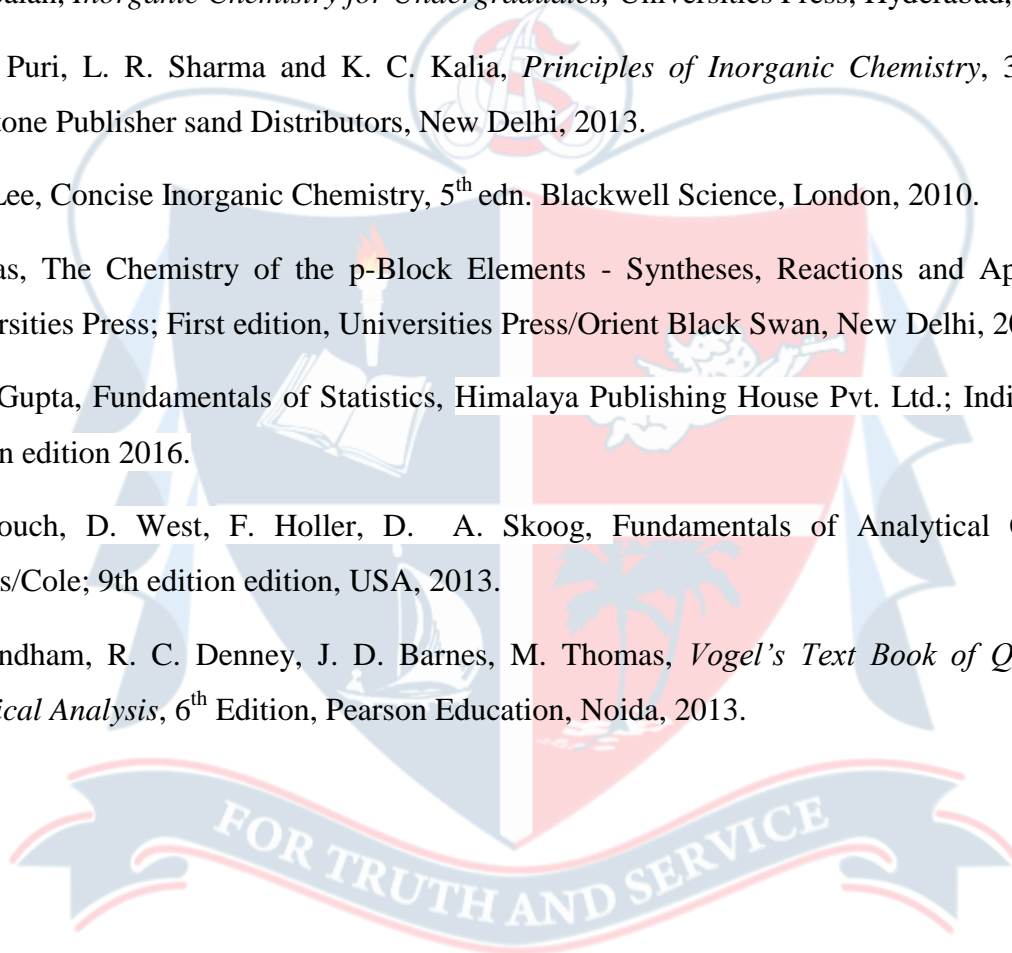 alan, Inorganic Chemistry for Undergraduates, Universities Press, Hyderabad,
Puri, L. R. Sharma and K. C. Kalia, Principles of Inorganic Chemistry, 3
tone Publisher sand Distributors, New Delhi, 2013.
Lee, Concise Inorganic Chemistry, 5th edn. Blackwell Science, London, 2010.
as, The Chemistry of the p-Block Elements - Syntheses, Reactions and Ap
rsities Press; First edition, Universities Press/Orient Black Swan, New Delhi, 20
Gupta, Fundamentals of Statistics, Himalaya Publishing House Pvt. Ltd.; Indi
n edition 2016.
ouch, D. West, F. Holler, D. A. Skoog, Fundamentals of Analytical
s/Cole; 9th edition edition, USA, 2013.
ndham, R. C. Denney, J. D. Barnes, M. Thomas, Vogel's Text Book of Q
ical Analysis, 6th Edition, Pearson Education, Noida, 2013.
FOR TRUTH AND SERVICE